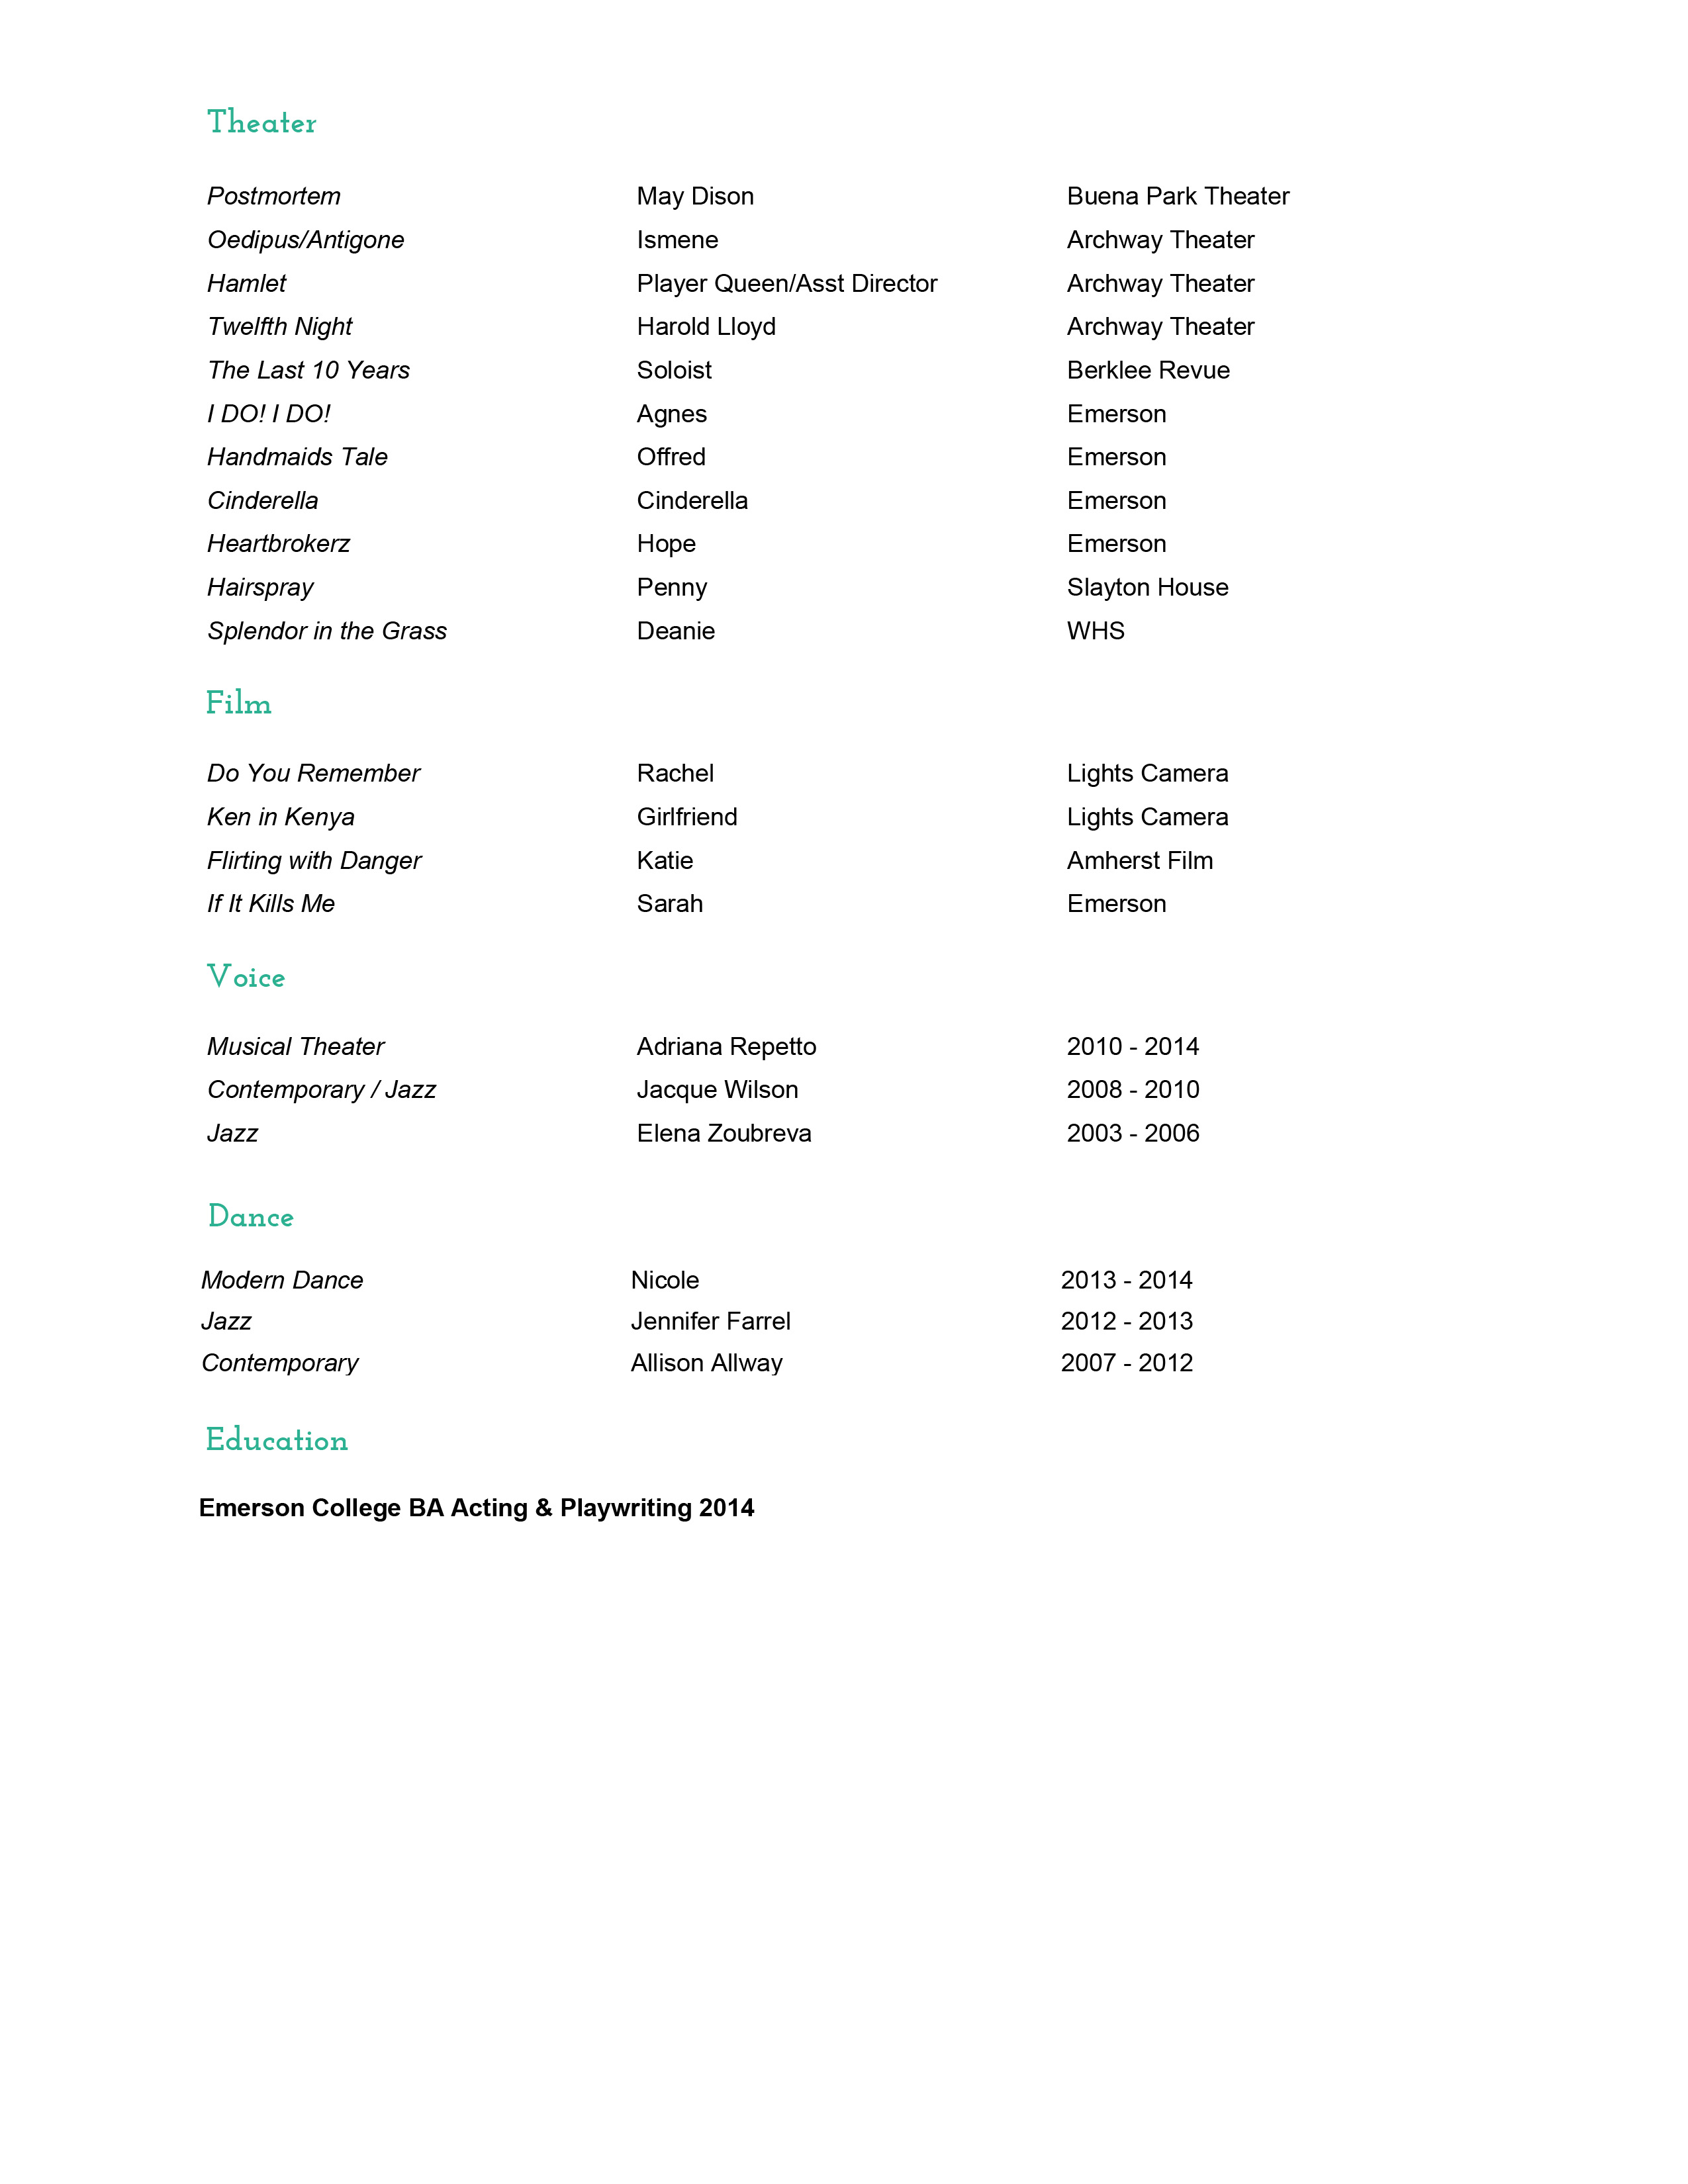 Theater
Postmortem May Dison Buena Park Theater
Oedipus/Antigone Ismene Archway Theater
Hamlet Player Queen/Asst Director Archway Theater
Twelfth Night Harold Lloyd Archway Theater
The Last 10 Years Soloist Berklee Revue
I DO! I DO! Agnes Emerson
Handmaids Tale Offred Emerson
Cinderella Cinderella Emerson
Heartbrokerz Hope Emerson
Hairspray Penny Slayton House
Splendor in the Grass Deanie WHS
Film
Do You Remember Rachel Lights Camera
Ken in Kenya Girlfriend Lights Camera
Flirting with Danger Katie Amherst Film
If It Kills Me Sarah Emerson
Voice
Musical Theater Adriana Repetto 2010 - 2014
Contemporary / Jazz Jacque Wilson 2008 - 2010
Jazz Elena Zoubreva 2003 - 2006
Dance
Modern Dance Nicole 2013 - 2014
Jazz Jennifer Farrel 2012 - 2013
Contemporary Allison Allway 2007 - 2012
Education
Emerson College BA Acting & Playwriting 2014